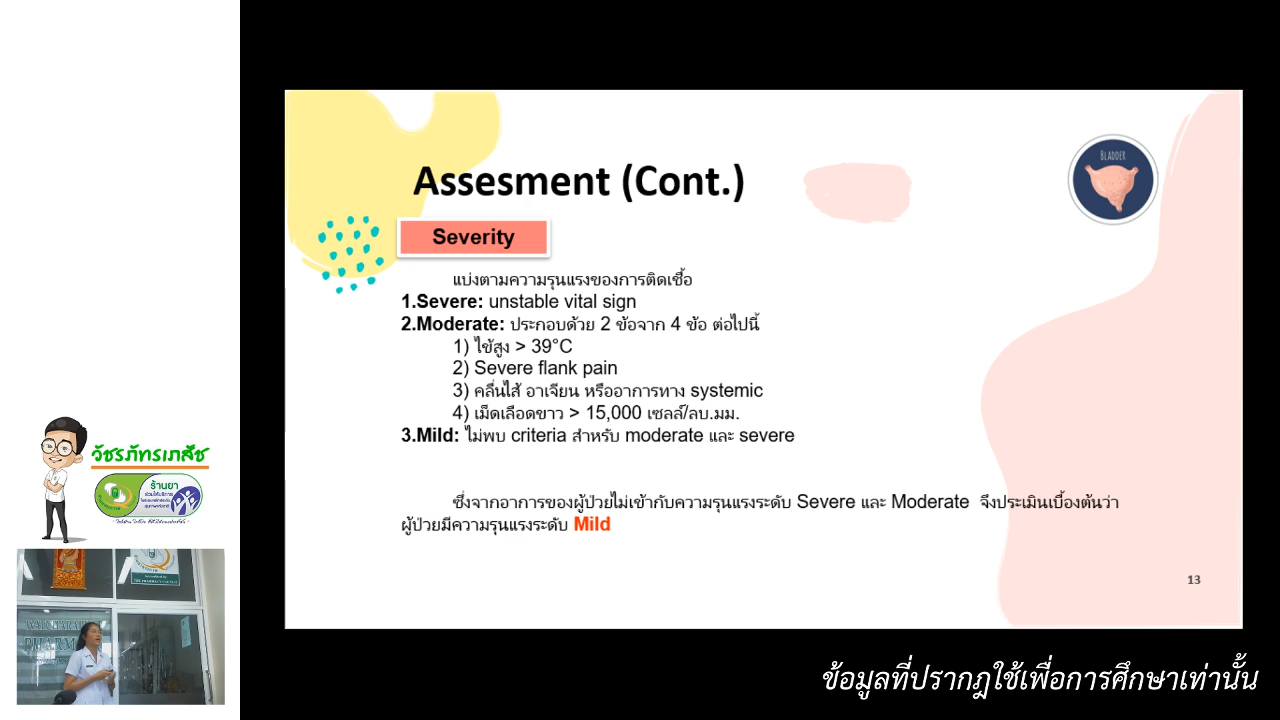 Assesment (Cont.)
BLADDER
Severity
แบ่งตามความรุนแรงของการติดเชื้อ
1.Severe: unstable vital sign
2.Moderate: ประกอบด้วย 2 ข้อจาก 4 ข้อ ต่อไปนี้
1) ไข้สูง > 39°C
2) Severe flank pain
3) คลื่นไส้ อาเจียน หรืออาการทาง systemic
4) เม็ดเลือดขาว > 15,000 เซลล์/ลบ.มม.
3.Mild: ไม่พบ criteria สำหรับ moderate และ severe
ซึ่งจากอาการของผู้ป่วยไม่เข้ากับความรุนแรงระดับ Severe และ Moderate จึงประเมินเบื้องต้นว่า
ผู้ป่วยมีความรุนแรงระดับ Mild
13
วัชรภัทรเภสัช
ร้านยา
ข้อมูลที่ปรากฎใช้เพื่อการศึกษาเท่านั้น